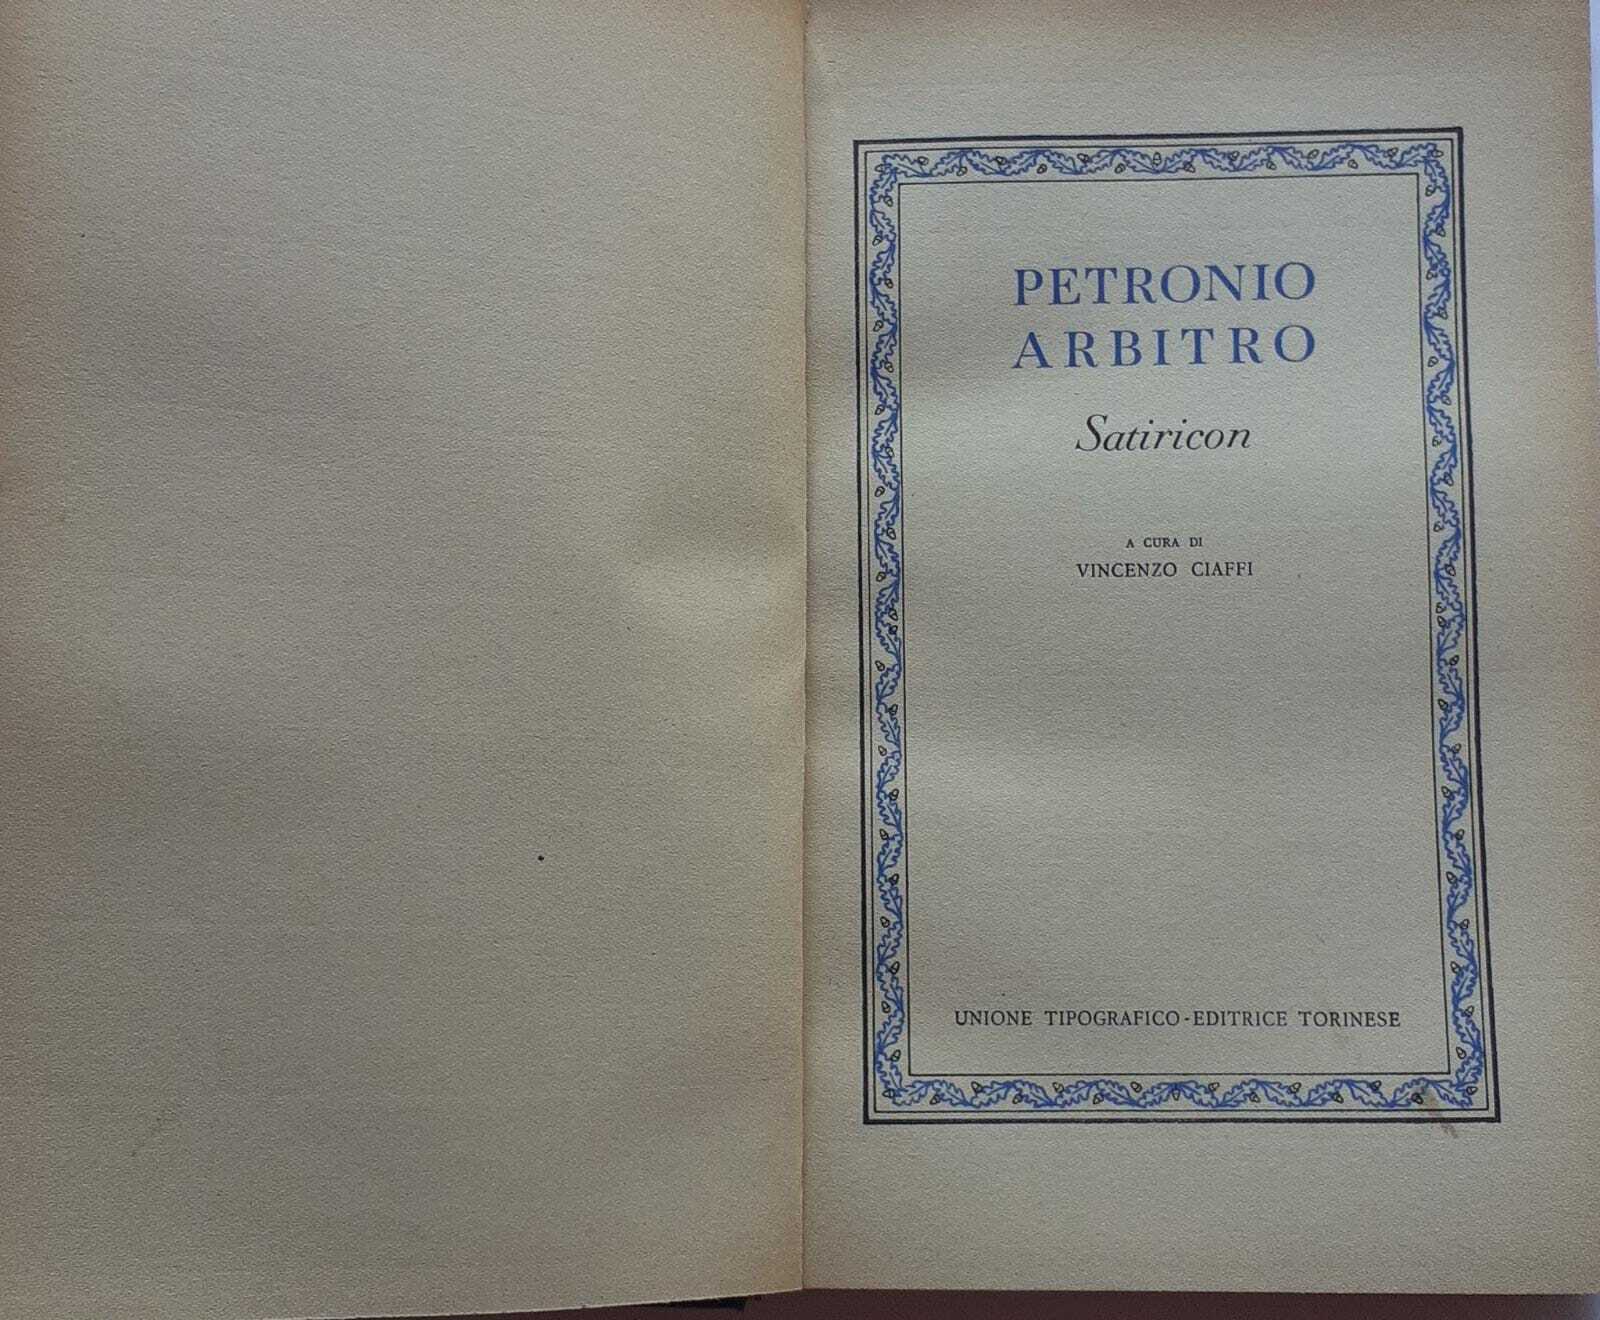 PETRONIO
ARBITRO
Satiricon
A CURA DI
VINCENZO CIAFFI
UNIONE TIPOGRAFICO-EDITRICE TORINESE